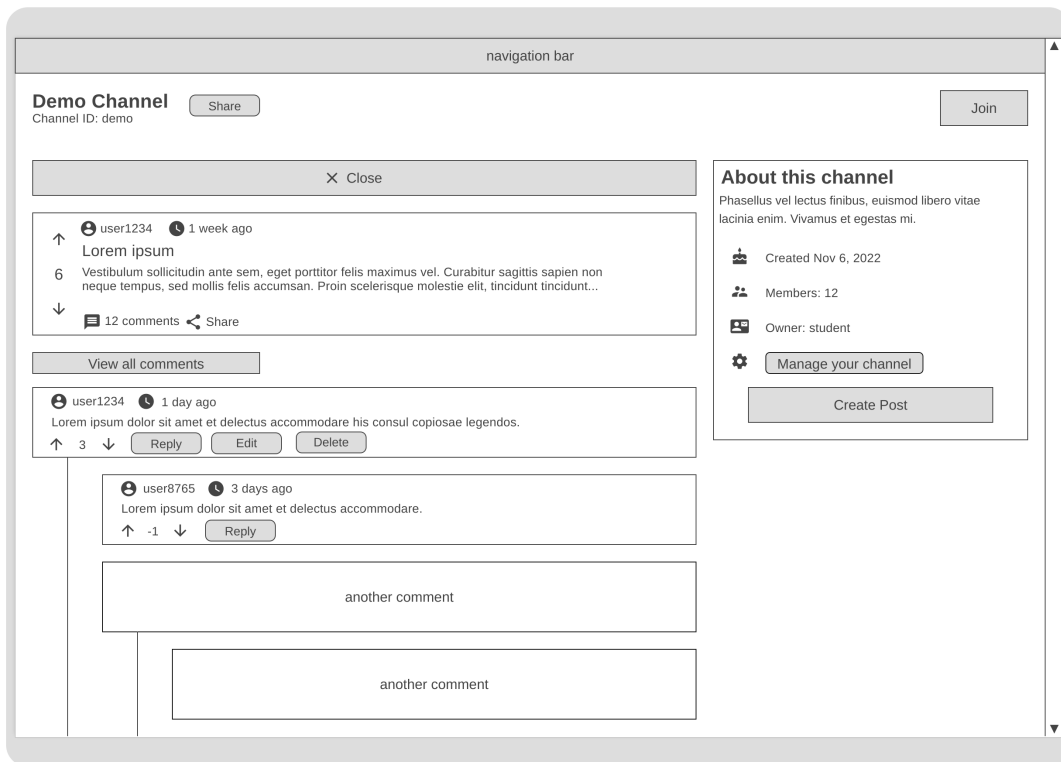 navigation bar
Demo Channel
Share
Channel ID: demo
Join
Close
user1234 1 week ago
Lorem ipsum
6
Vestibulum sollicitudin ante sem, eget porttitor felis maximus vel. Curabitur sagittis sapien non
neque tempus, sed mollis felis accumsan. Proin scelerisque molestie elit, tincidunt tincidunt...
12 comments Share
View all comments
user1234 1 day ago
Lorem ipsum dolor sit amet et delectus accommodare his consul copiosae legendos.
3 Reply Edit Delete
user8765 3 days ago
Lorem ipsum dolor sit amet et delectus accommodare.
-1 Reply
another comment
another comment
About this channel
Phasellus vel lectus finibus, euismod libero vitae
lacinia enim. Vivamus et egestas mi.
Created Nov 6, 2022
Members: 12
Owner: student
Manage your channel
Create Post